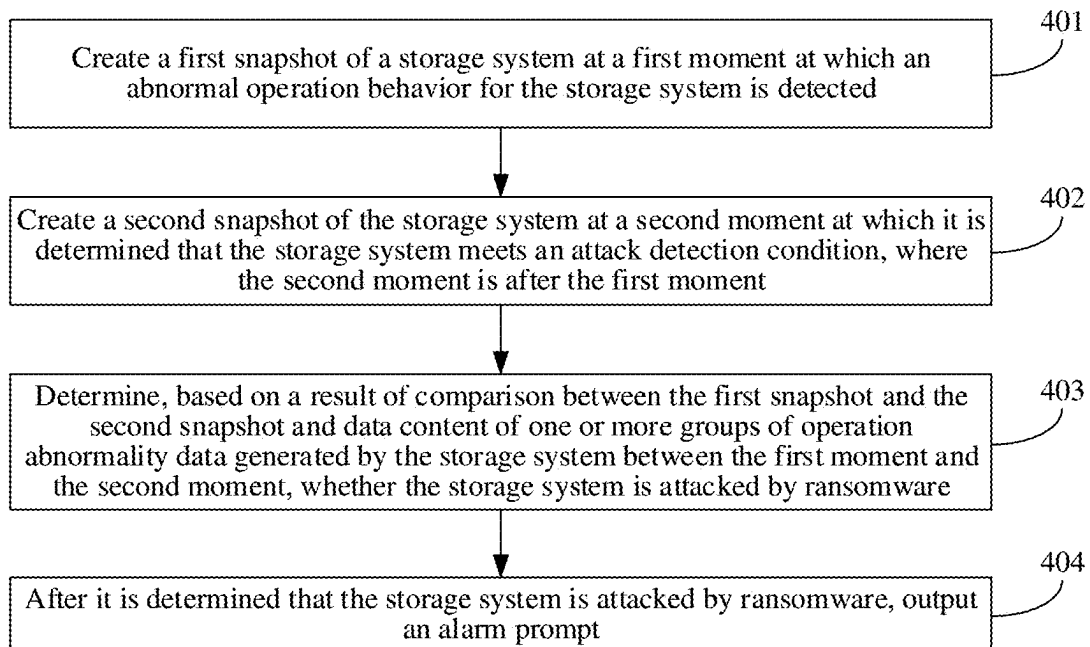 401
Create a first snapshot of a storage system at a first moment at which an
abnormal operation behavior for the storage system is detected
402
Create a second snapshot of the storage system at a second moment at which it is
determined that the storage system meets an attack detection condition, where
the second moment is after the first moment
403
Determine, based on a result of comparison between the first snapshot and the
second snapshot and data content of one or more groups of operation
abnormality data generated by the storage system between the first moment and
the second moment, whether the storage system is attacked by ransomware
404
After it is determined that the storage system is attacked by ransomware, output
an alarm prompt